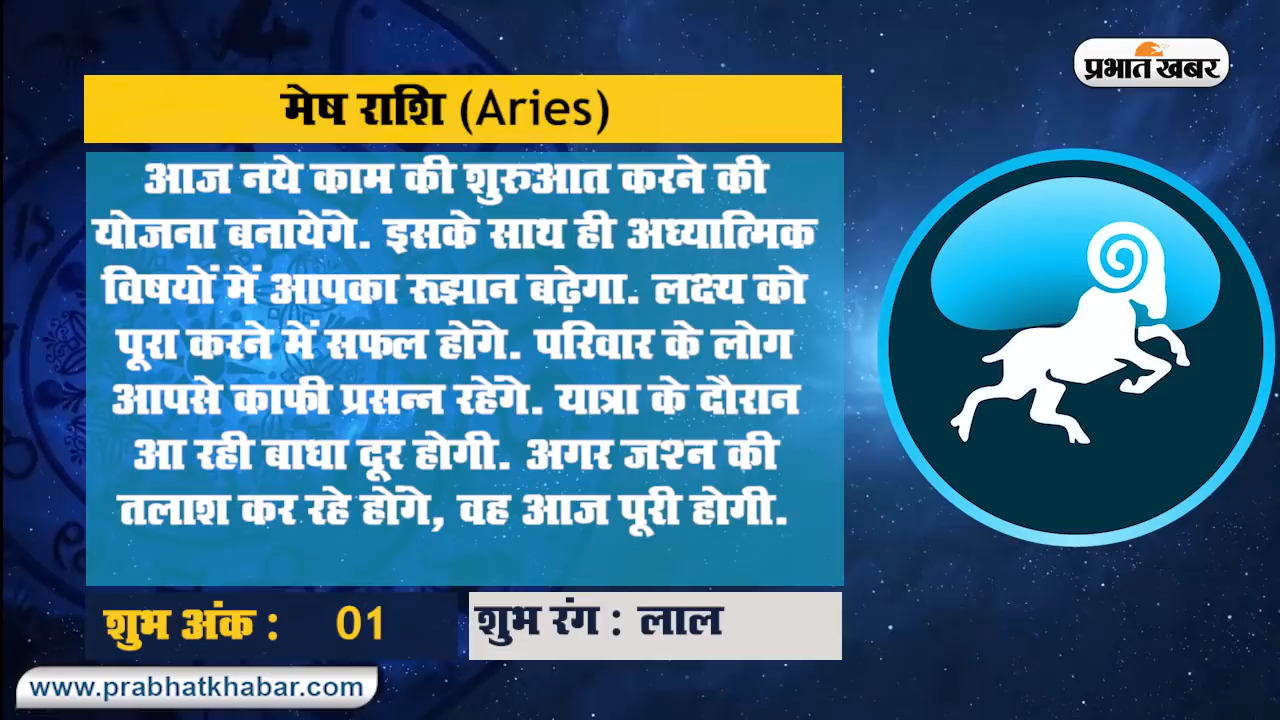 प्रभात खबर
मेष राशि (Aries)
आज नये काम की शुरुआत करने की
योजना बनायेंगे. इसके साथ ही अध्यात्मिक
विषयों में आपका रूझान बढ़ेगा. लक्ष्य को
पूरा करने में सफल होंगे. परिवार के लोग
आपसे काफी प्रसन्न रहेंगे. यात्रा के दौरान
आ रही बाधा दूर होगी. अगर जश्न की
तलाश कर रहे होंगे, वह आज पूरी होगी.
शुभ अंक : 01
शुभ रंग : लाल
www.prabhatkhabar.com